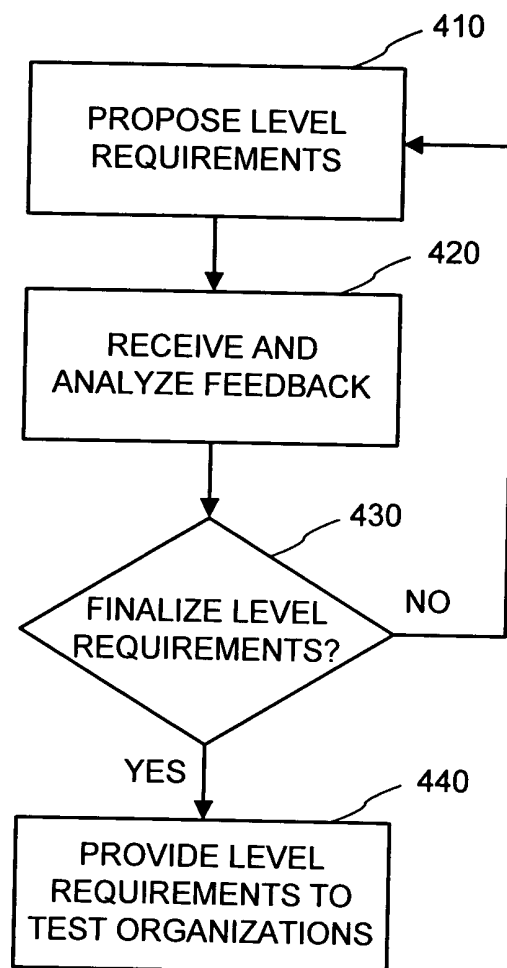 410
PROPOSE LEVEL
REQUIREMENTS
420
RECEIVE AND
ANALYZE FEEDBACK
430
FINALIZE LEVEL
REQUIREMENTS?
NO
YES
440
PROVIDE LEVEL
REQUIREMENTS TO
TEST ORGANIZATIONS